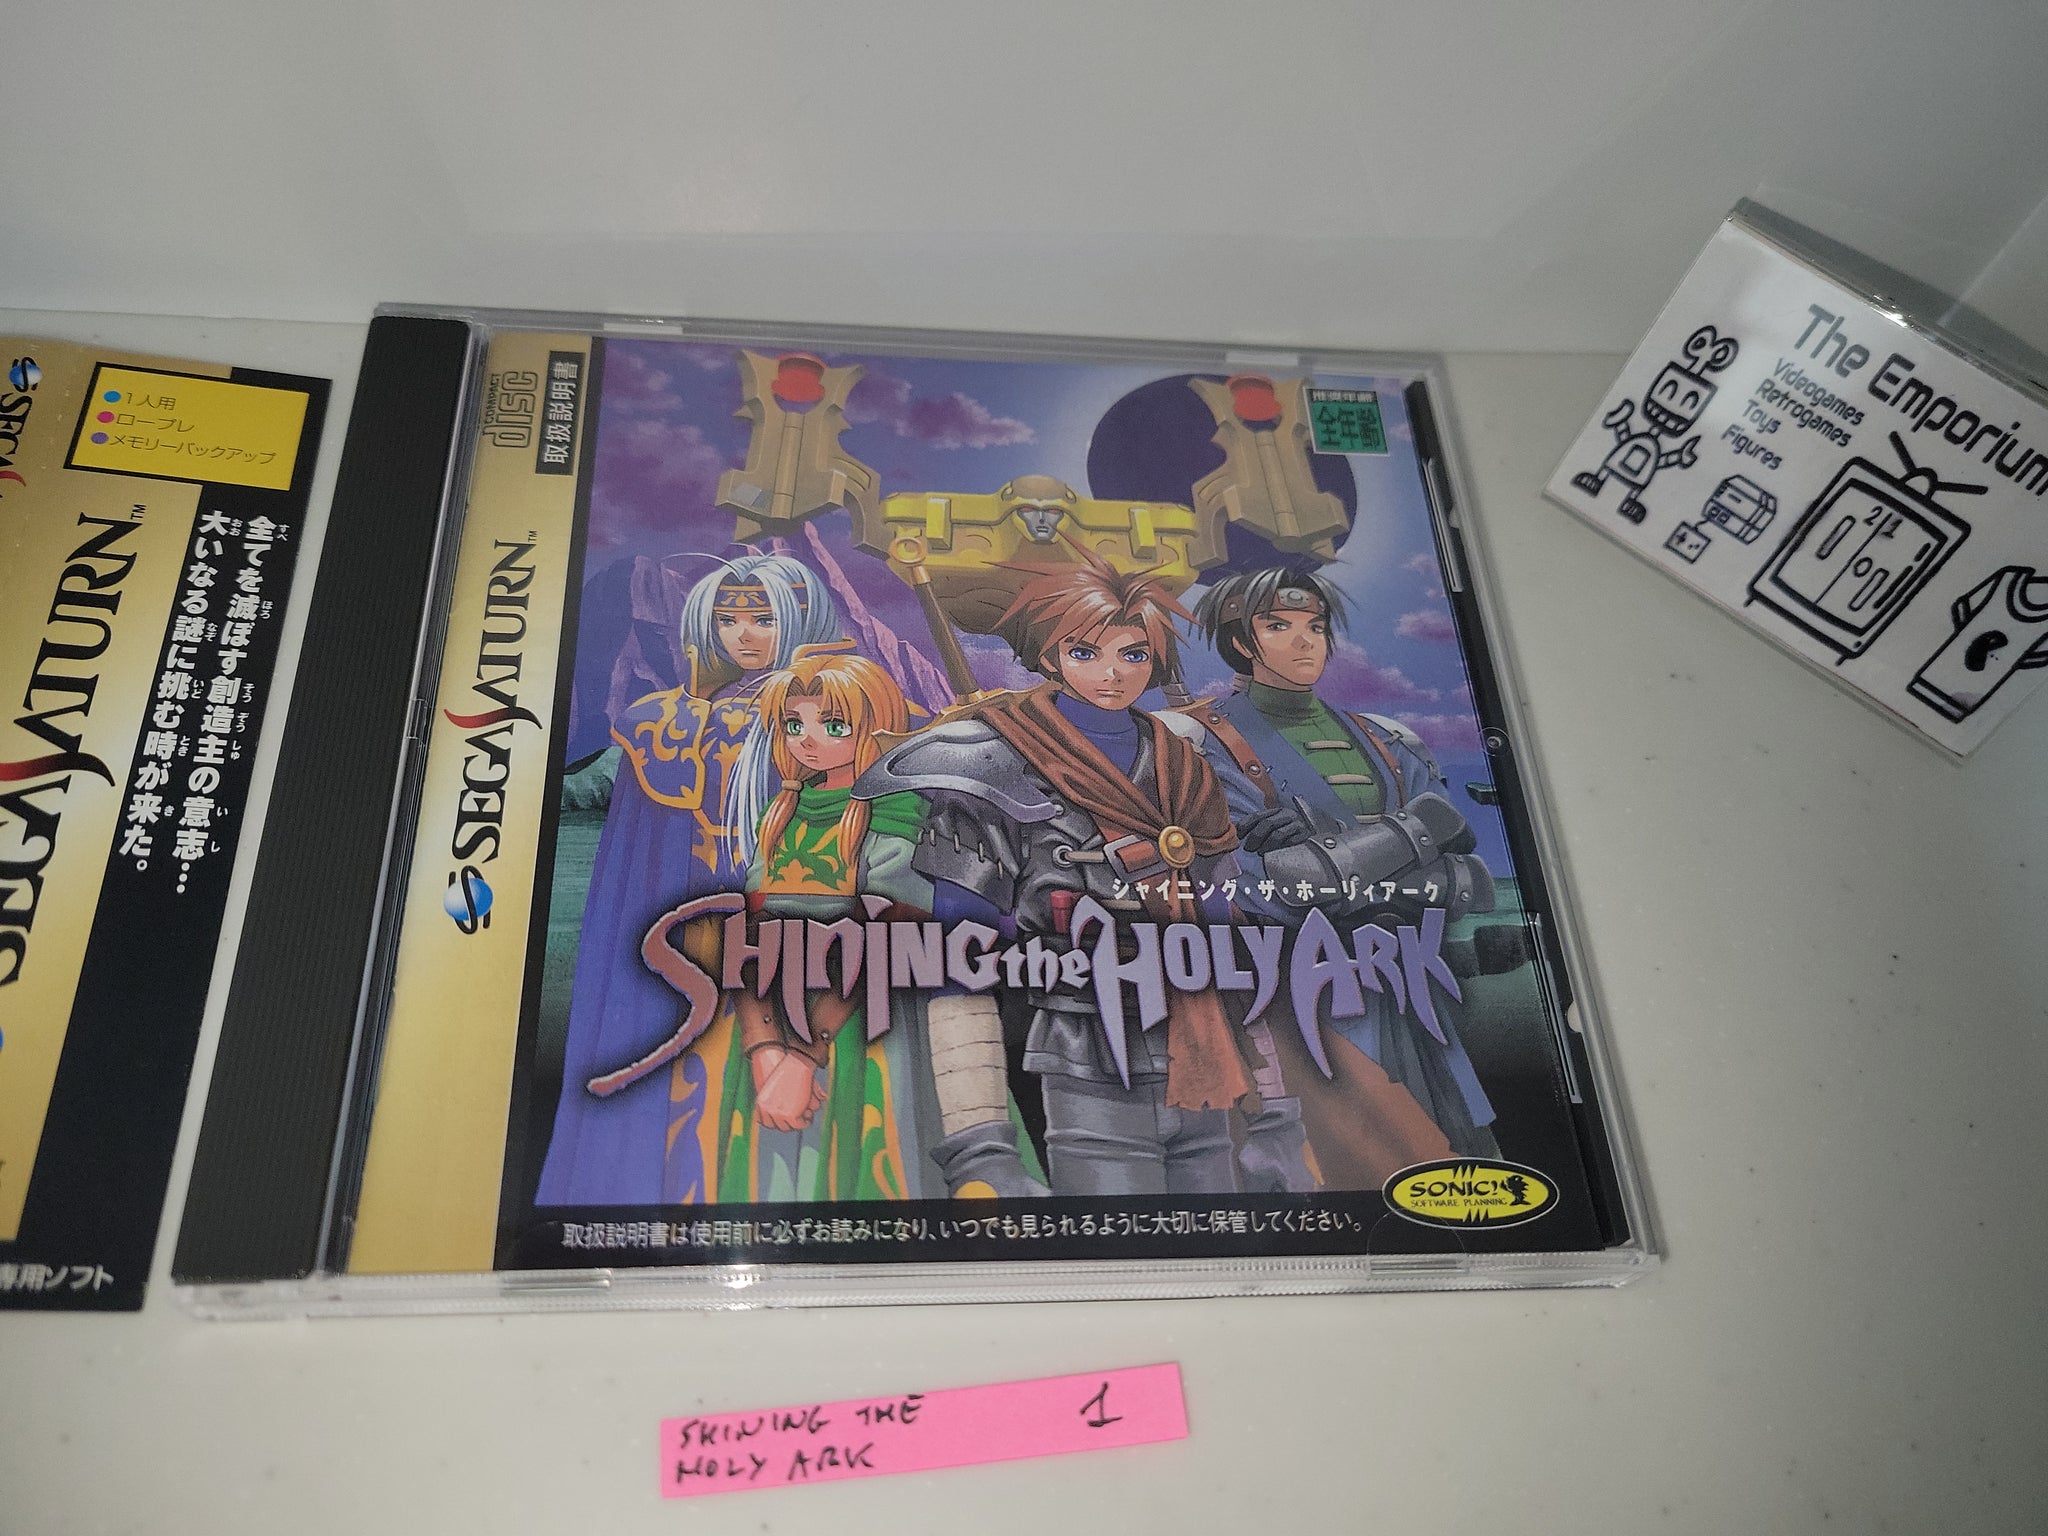 SEGA SATURN™
1人用
ロープレ
メモリーバックアップ
全てを滅ぼす創造主の意志…
大いなる謎に挑む時が来た。
専用ソフト
COMPACT
disc
取扱説明書
SEGA SATURN™
推奨年齢
全年齢
シャイニング・ザ・ホーリィアーク
SHINING the HOLY ARK
SONIC!
SOFTWARE PLANNING
取扱説明書は使用前に必ずお読みになり、いつでも見られるように大切に保管してください。
The Emporium
Videogames
Retrogames
Toys
Figures
SHINING THE 1
HOLY ARK